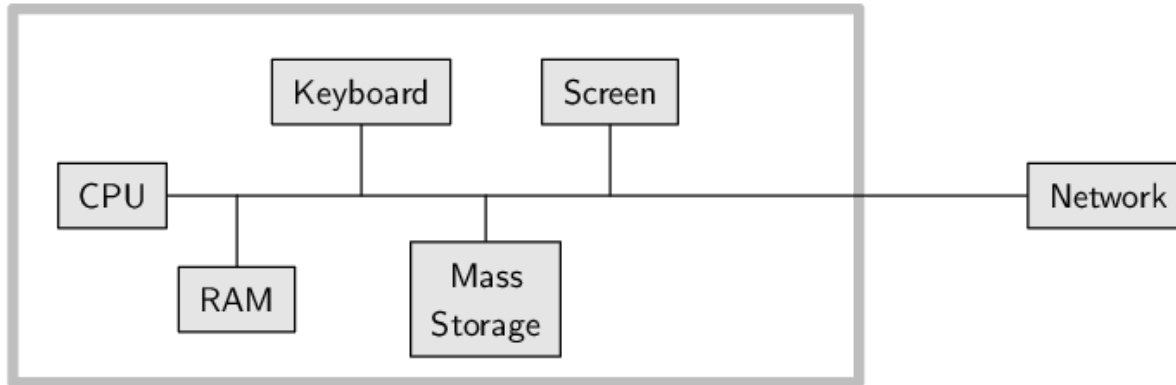 Keyboard
Screen
CPU
Network
RAM
Mass
Storage